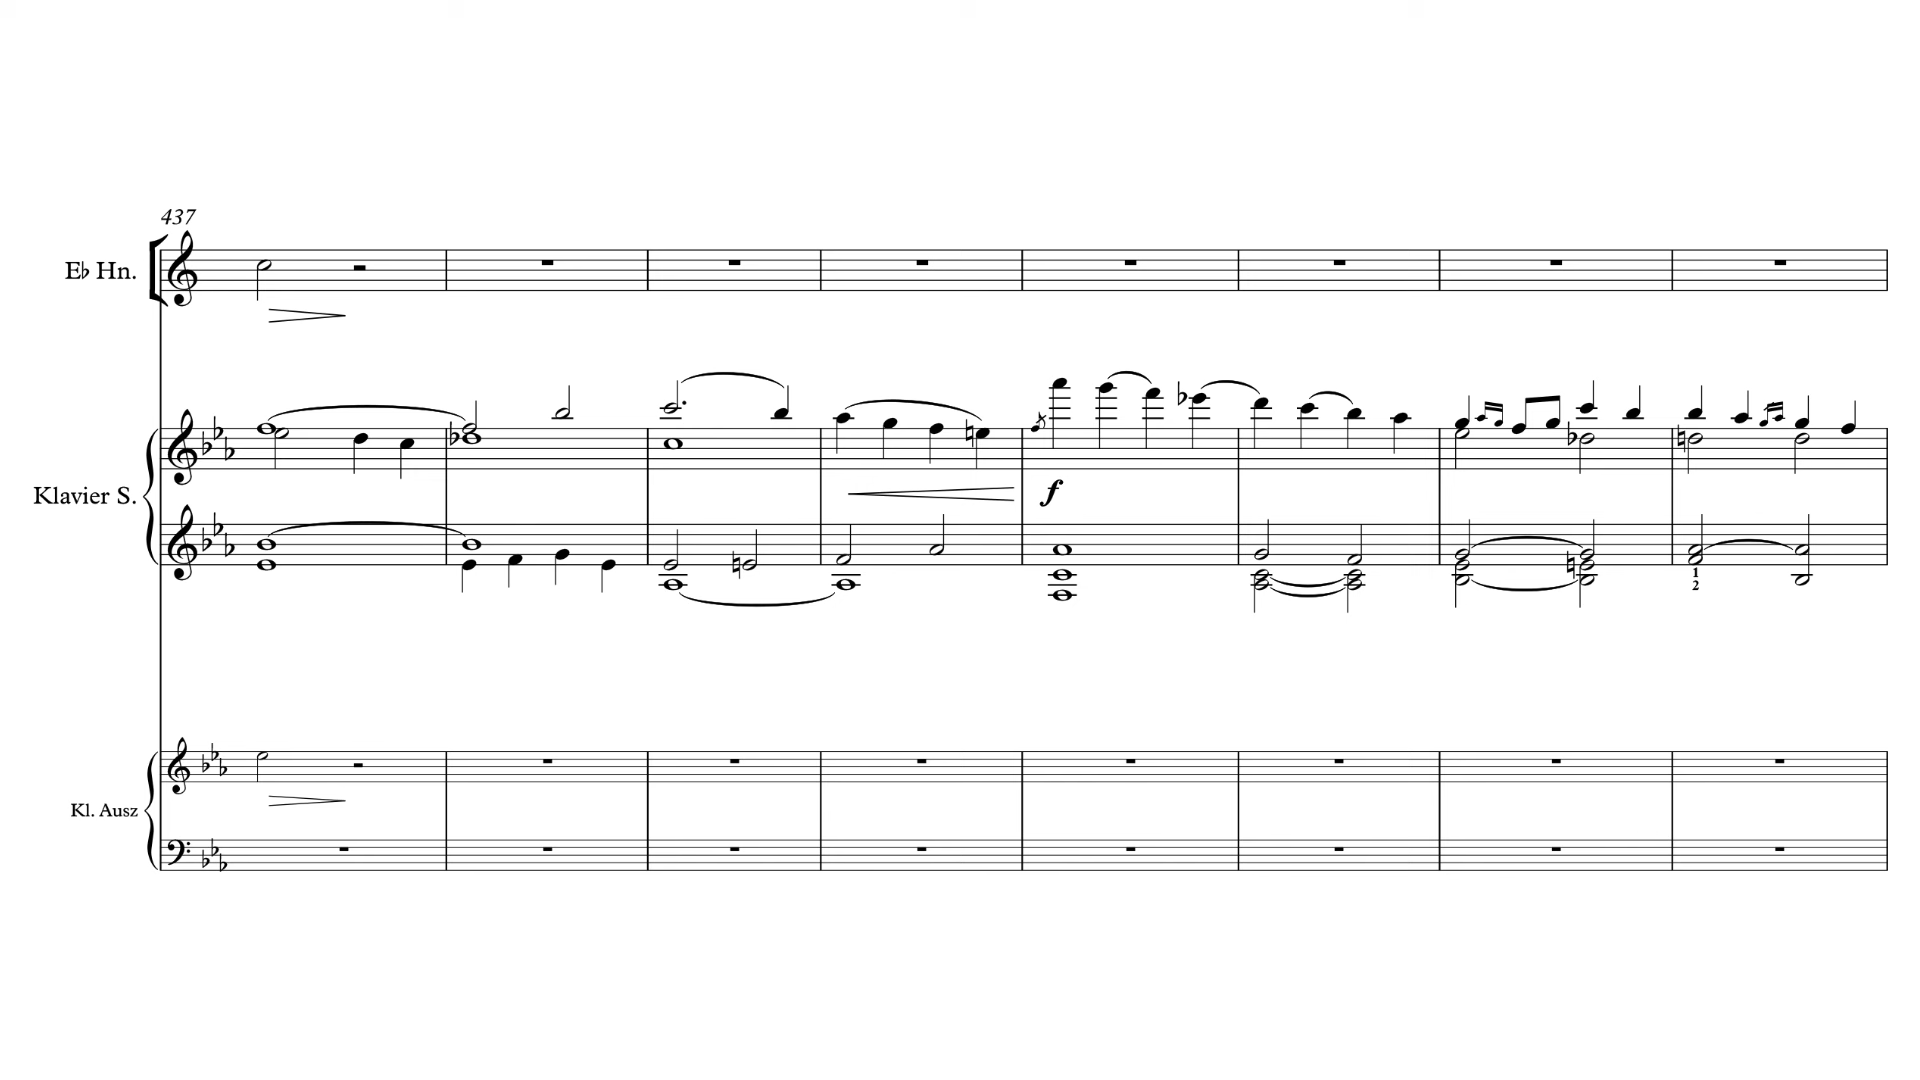 437
E♭ Hn.
Klavier S.
f
1
2
Kl. Ausz